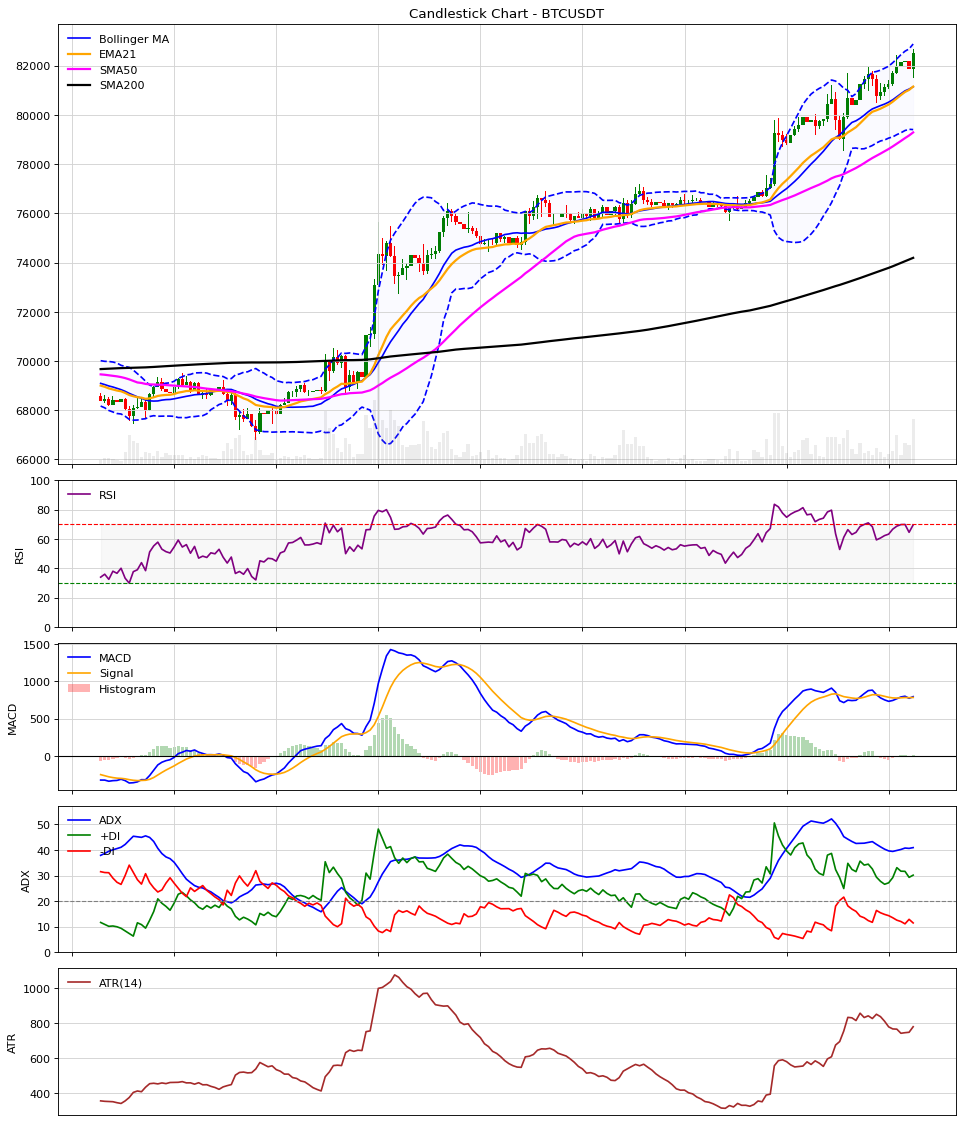 Candlestick Chart - BTCUSDT
Bollinger MA
EMA21
SMA50
SMA200
82000
80000
78000
76000
74000
72000
70000
68000
66000
100
80
60
40
20
0
RSI
RSI
1500
1000
500
0
MACD
MACD
Signal
Histogram
50
40
30
20
10
0
ADX
ADX
+DI
-DI
1000
800
600
400
ATR
ATR(14)